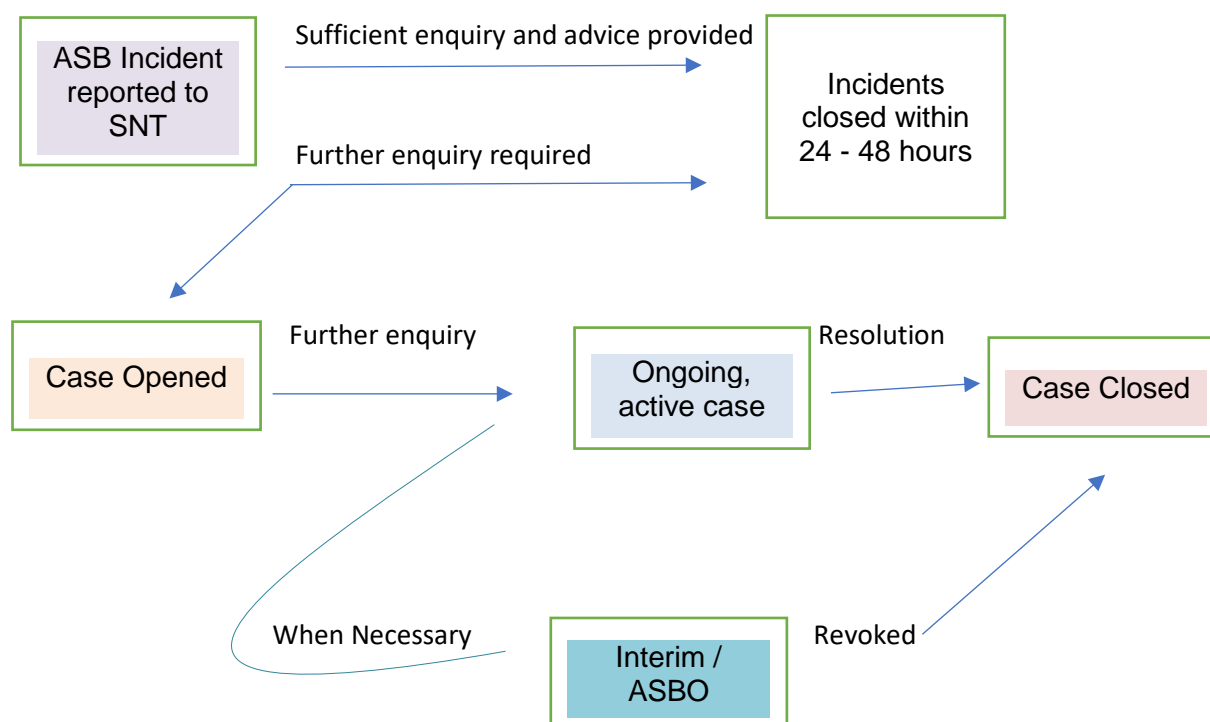 ASB Incident
reported to
SNT
Sufficient enquiry and advice provided
Incidents
closed within
24 - 48 hours
Further enquiry required
Case Opened
Further enquiry
Ongoing,
active case
Resolution
Case Closed
When Necessary
Interim /
ASBO
Revoked